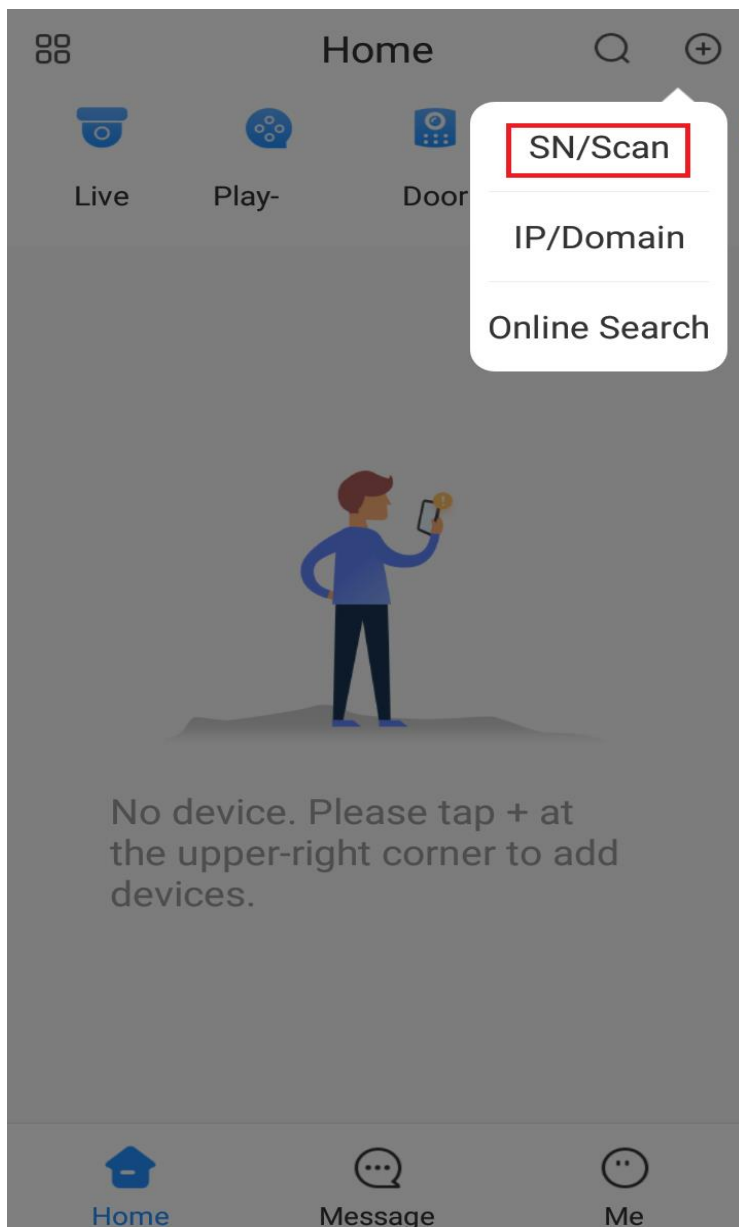 Home
SN/Scan
Live
Play-
Door
IP/Domain
Online Search
No device. Please tap + at
the upper-right corner to add
devices.
Home
Message
Me